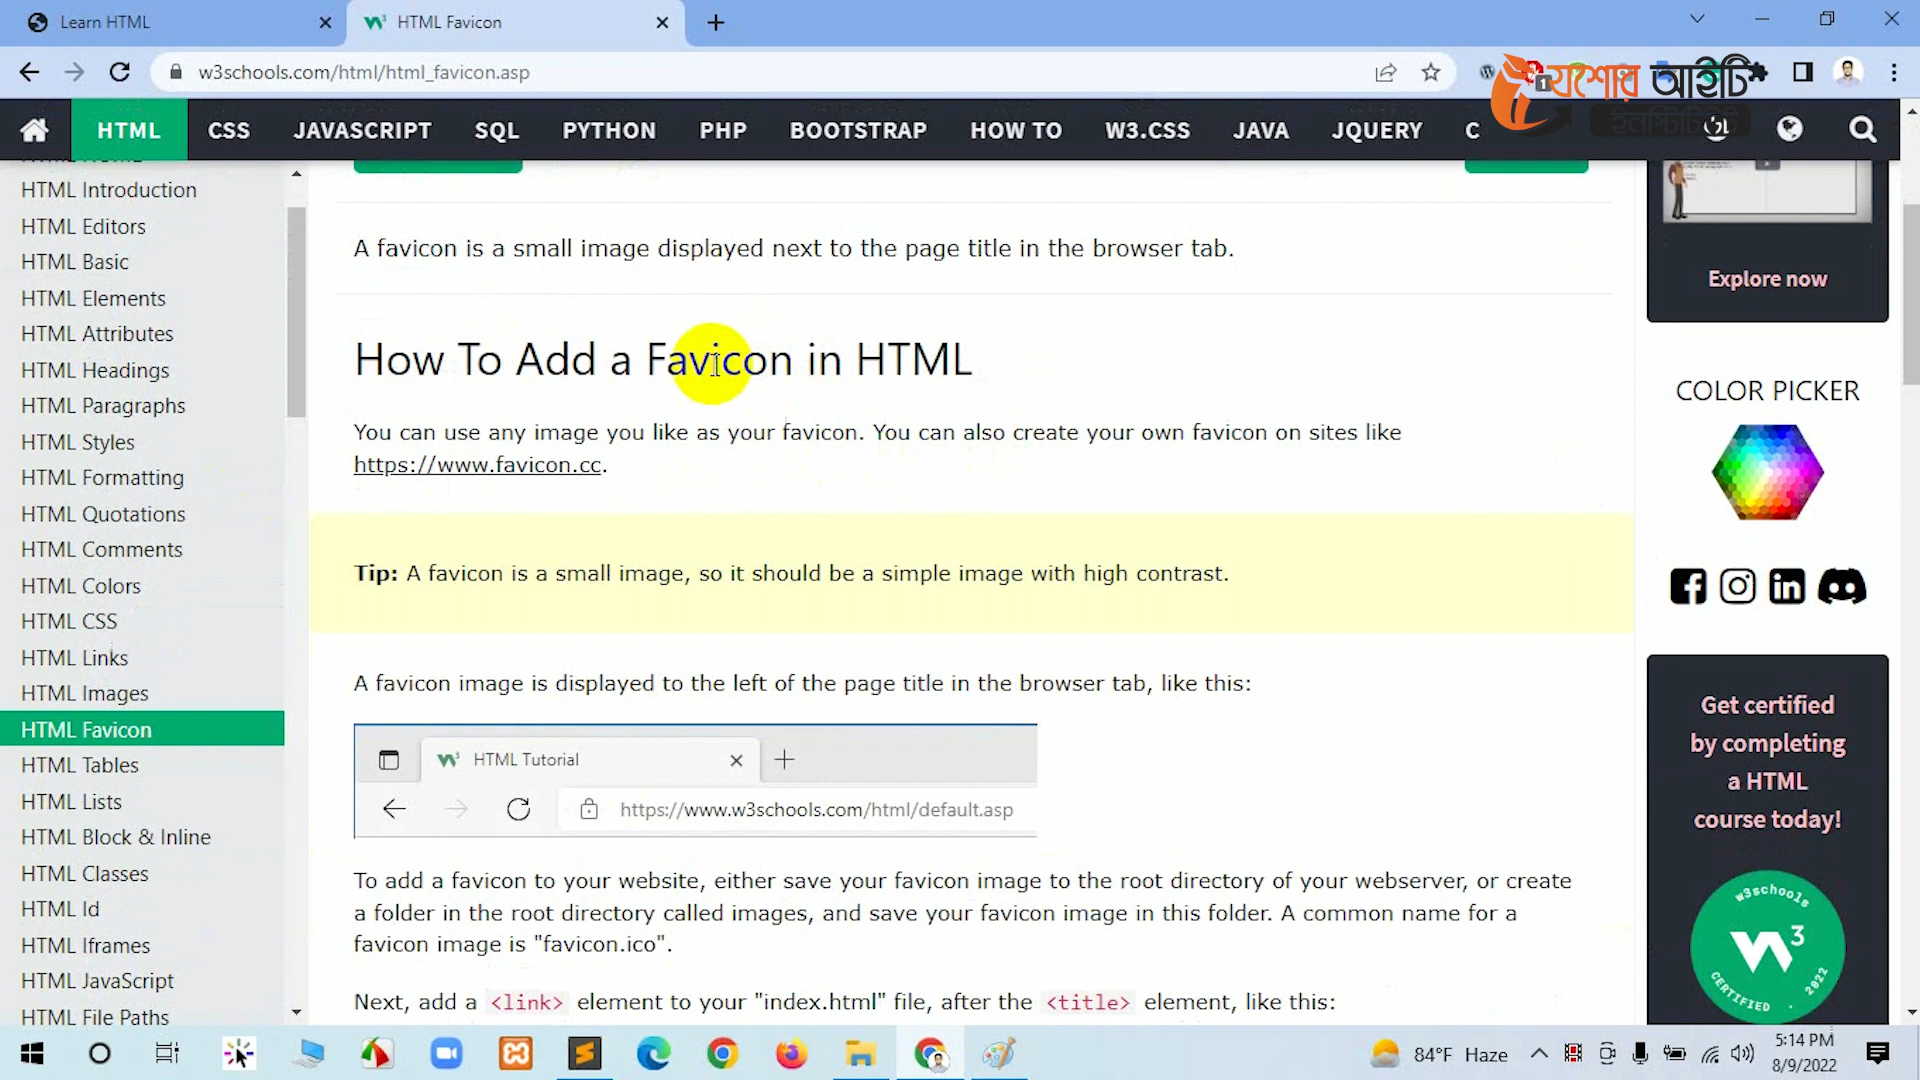 Learn HTML
HTML Favicon
w3schools.com/html/html_favicon.asp
যশোর আইটি
ইনস্টিটিউট
HTML CSS JAVASCRIPT SQL PYTHON PHP BOOTSTRAP HOW TO W3.CSS JAVA JQUERY C
HTML Introduction
HTML Editors
HTML Basic
HTML Elements
HTML Attributes
HTML Headings
HTML Paragraphs
HTML Styles
HTML Formatting
HTML Quotations
HTML Comments
HTML Colors
HTML CSS
HTML Links
HTML Images
HTML Favicon
HTML Tables
HTML Lists
HTML Block & Inline
HTML Classes
HTML Id
HTML Iframes
HTML JavaScript
HTML File Paths
A favicon is a small image displayed next to the page title in the browser tab.
How To Add a Favicon in HTML
You can use any image you like as your favicon. You can also create your own favicon on sites like
https://www.favicon.cc.
Tip: A favicon is a small image, so it should be a simple image with high contrast.
A favicon image is displayed to the left of the page title in the browser tab, like this:
HTML Tutorial
https://www.w3schools.com/html/default.asp
To add a favicon to your website, either save your favicon image to the root directory of your webserver, or create
a folder in the root directory called images, and save your favicon image in this folder. A common name for a
favicon image is "favicon.ico".
Next, add a <link> element to your "index.html" file, after the <title> element, like this:
Explore now
COLOR PICKER
Get certified
by completing
a HTML
course today!
w3schools
W3
CERTIFIED . 2022
84°F Haze
5:14 PM
8/9/2022